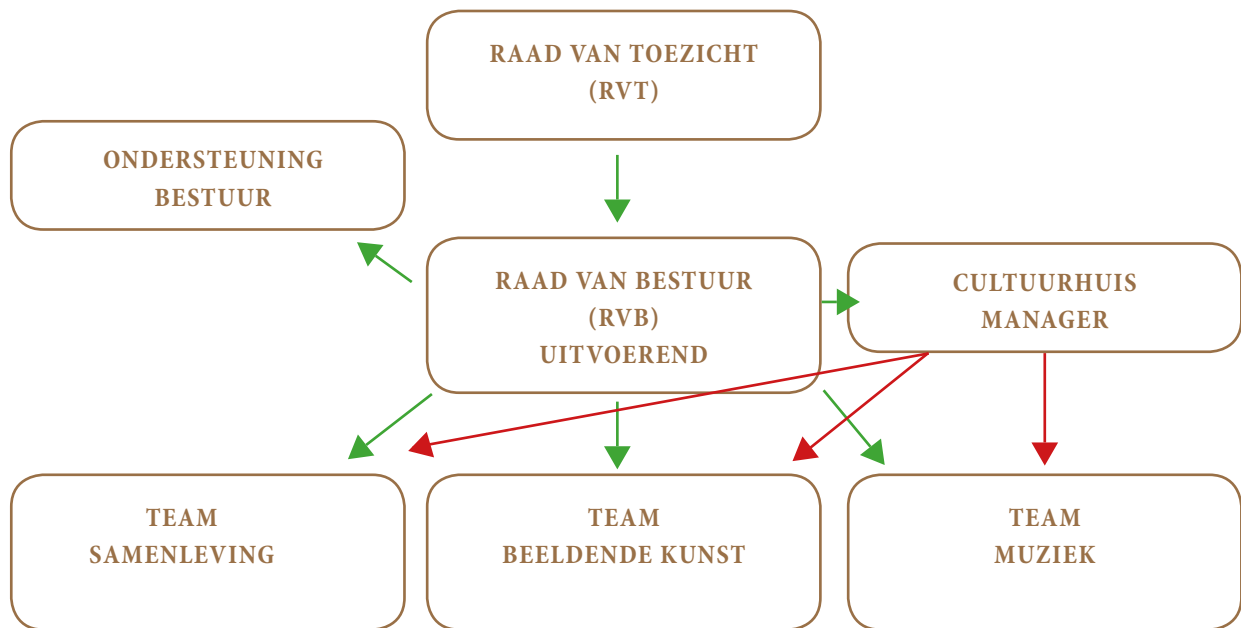 RAAD VAN TOEZICHT
(RVT)
ONDERSTEUNING
BESTUUR
RAAD VAN BESTUUR
(RVB)
UITVOEREND
CULTUURHUIS
MANAGER
TEAM
SAMENLEVING
TEAM
BEELDENDE KUNST
TEAM
MUZIEK